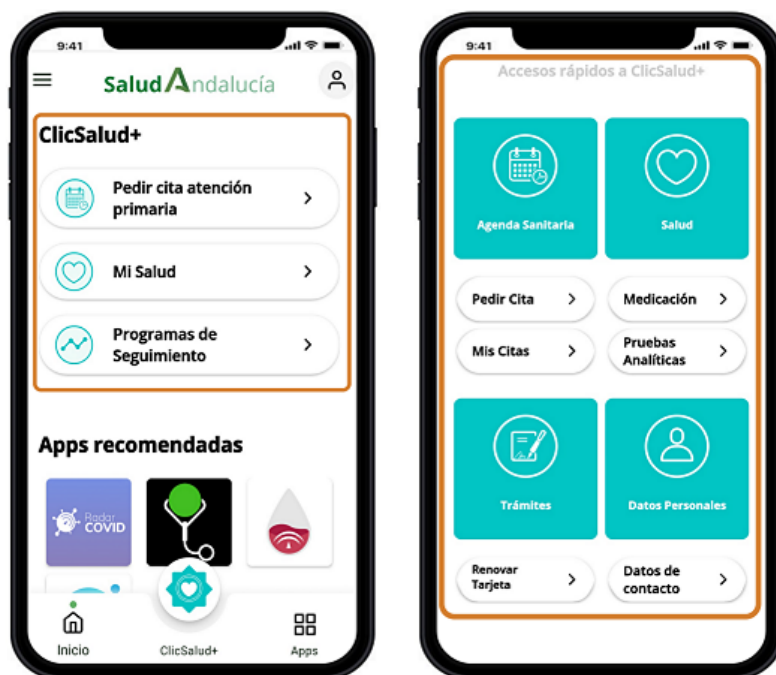 9:41
Salud Andalucía
ClicSalud+
Pedir cita atención
primaria
Mi Salud
Programas de
Seguimiento
Apps recomendadas
Radar
COVID
Inicio
ClicSalud+
Apps
9:41
Accesos rápidos a ClicSalud+
Agenda Sanitaria
Salud
Pedir Cita
Medicación
Mis Citas
Pruebas
Analíticas
Trámites
Datos Personales
Renovar
Tarjeta
Datos de
contacto